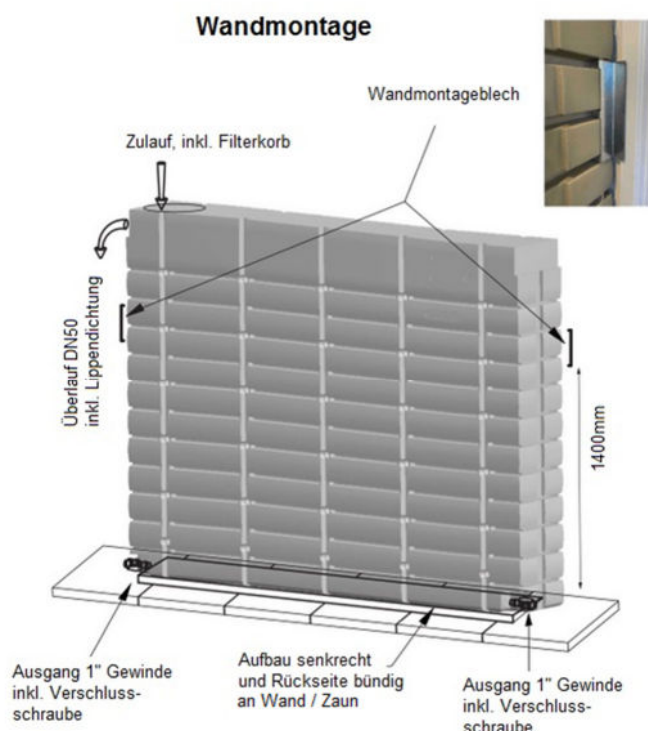 Wandmontage
Wandmontageblech
Zulauf, inkl. Filterkorb
Überlauf DN50
inkl. Lippendichtung
1400mm
Ausgang 1" Gewinde
inkl. Verschluss-
schraube
Aufbau senkrecht
und Rückseite bündig
an Wand / Zaun
Ausgang 1" Gewinde
inkl. Verschluss-
schraube